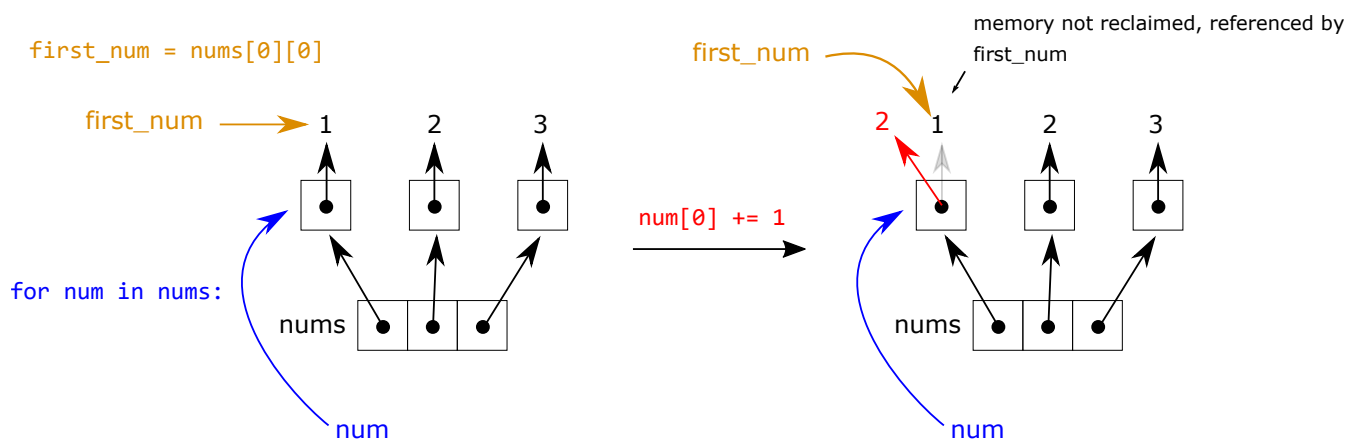 first_num = nums[0][0]
first_num
1
2
3
for num in nums:
nums
num
num[0] += 1
memory not reclaimed, referenced by
first_num
first_num
2
1
2
3
nums
num